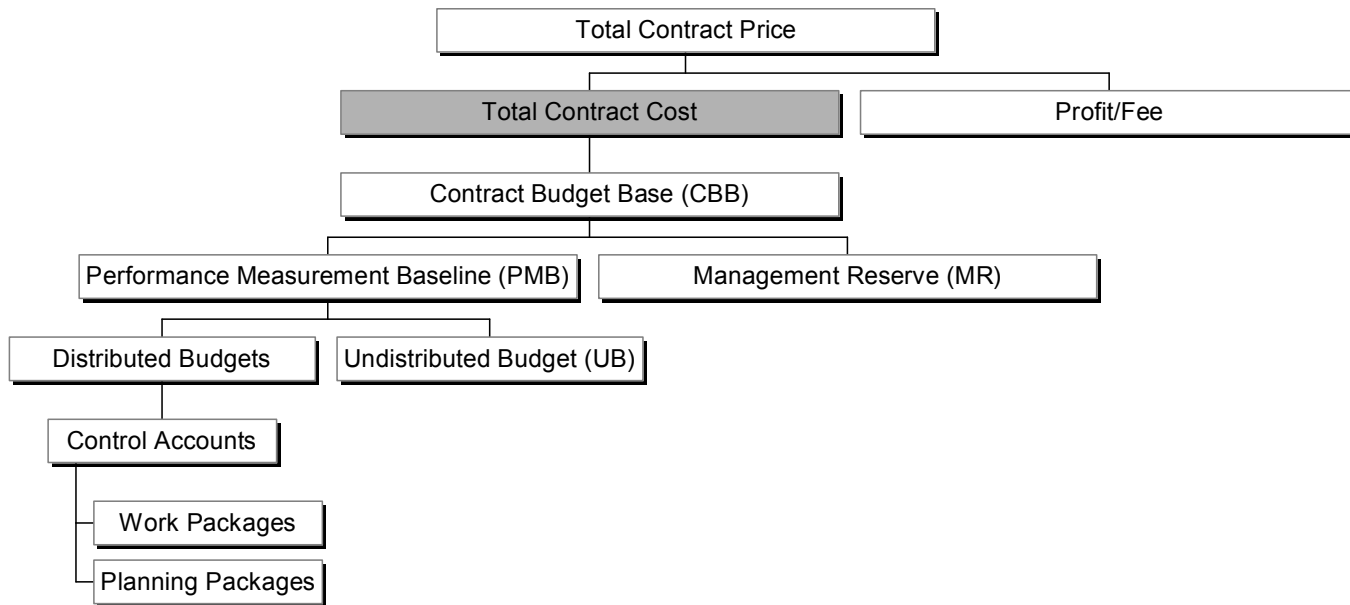 Total Contract Price
Total Contract Cost
Profit/Fee
Contract Budget Base (CBB)
Performance Measurement Baseline (PMB)
Management Reserve (MR)
Distributed Budgets
Undistributed Budget (UB)
Control Accounts
Work Packages
Planning Packages